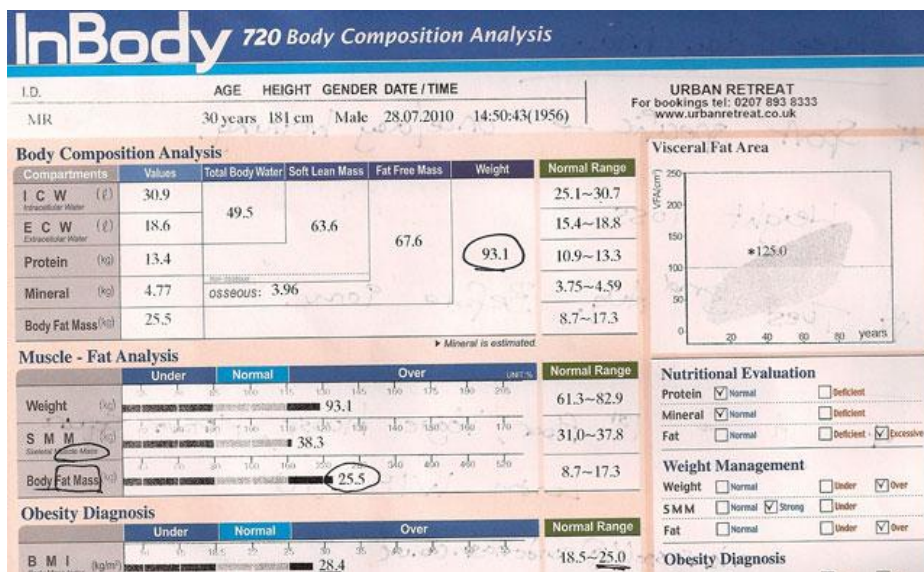 InBody 720 Body Composition Analysis
I.D. AGE HEIGHT GENDER DATE / TIME
MR 30 years 181 cm Male 28.07.2010 14:50:43(1956)
URBAN RETREAT
For bookings tel: 0207 893 8333
www.urbanretreat.co.uk
Body Composition Analysis
Compartments Values Total Body Water Soft Lean Mass Fat Free Mass Weight Normal Range
I C W (ℓ) 30.9 25.1~30.7
Intracellular Water
49.5
E C W (ℓ) 18.6 63.6 15.4~18.8
Extracellular Water
67.6
Protein (kg) 13.4 93.1 10.9~13.3
Mineral (kg) 4.77 osseous: 3.96 3.75~4.59
Body Fat Mass (kg) 25.5 8.7~17.3
▸ Mineral is estimated
Muscle - Fat Analysis
Under Normal Over UNIT:% Normal Range
Weight (kg) 93.1 61.3~82.9
S M M (kg) 38.3 31.0~37.8
Skeletal Muscle Mass
Body Fat Mass (kg) 25.5 8.7~17.3
Obesity Diagnosis
Under Normal Over Normal Range
B M I (kg/m²) 28.4 18.5~25.0
Visceral Fat Area
VFA(cm²)
250
200
150
*125.0
100
50
0
20 40 60 80 years
Nutritional Evaluation
Protein Normal Deficient
Mineral Normal Deficient
Fat Normal Deficient Excessive
Weight Management
Weight Normal Under Over
SMM Normal Strong Under
Fat Normal Under Over
Obesity Diagnosis